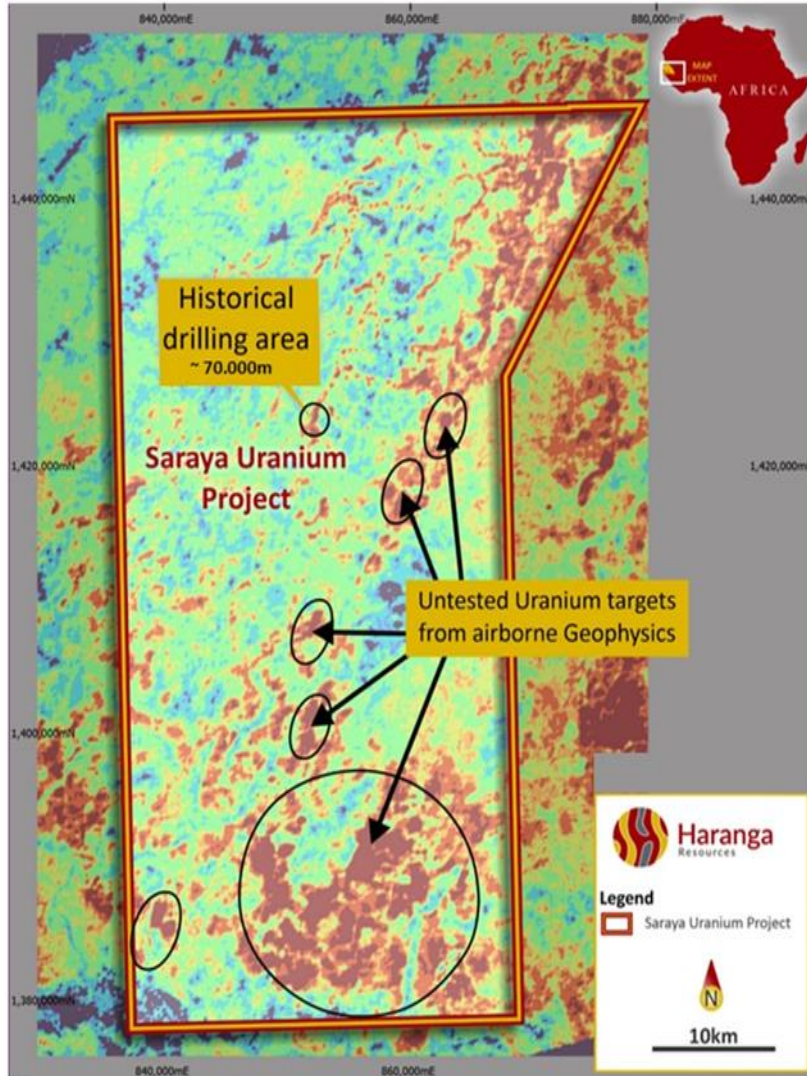 840,000mE
860,000mE
880,000mE
MAP
EXTENT
AFRICA
1,440,000mN
1,440,000mN
Historical
drilling area
~ 70.000m
Saraya Uranium
Project
1,420,000mN
1,420,000mN
Untested Uranium targets
from airborne Geophysics
1,400,000mN
Haranga
Resources
Legend
Saraya Uranium Project
N
10km
1,380,000mN
840,000mE
860,000mE